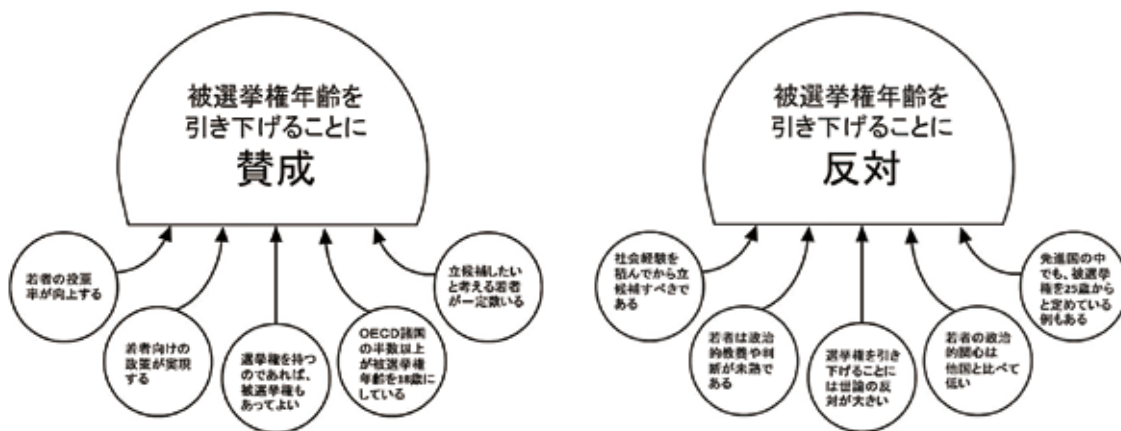 被選挙権年齢を
引き下げることに
賛成
若者の投票
率が向上する
若者向けの
政策が実現
する
選挙権を持つ
のであれば、
被選挙権も
あってよい
OECD諸国
の半数以上
が被選挙権
年齢を18歳に
している
立候補したい
と考える若者
が一定数いる
被選挙権年齢を
引き下げることに
反対
社会経験を
積んでから立
候補すべきで
ある
若者は政治
的教養や判
断が未熟である
選挙権を引き
下げることに
は世論の反
対が大きい
若者の政治
的関心は
他国と比べて
低い
先進国の中
でも、被選挙
権を25歳から
と定めている
例もある